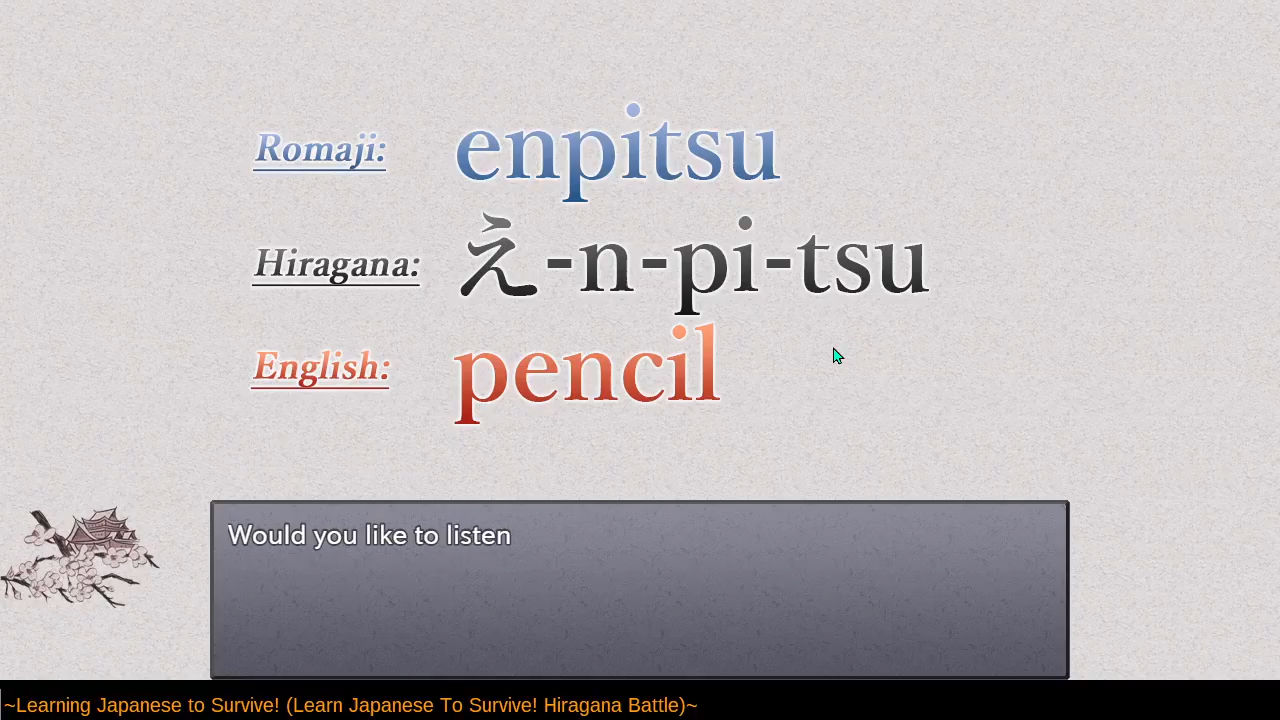 Romaji: enpitsu
Hiragana: え-n-pi-tsu
English: pencil
Would you like to listen
~Learning Japanese to Survive! (Learn Japanese To Survive! Hiragana Battle)~